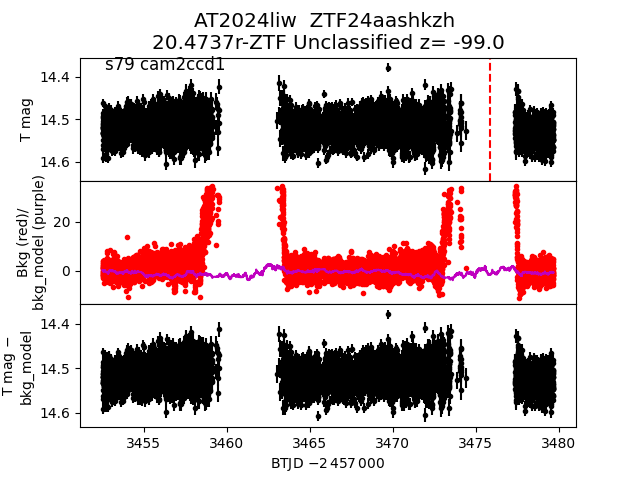 AT2024liw  ZTF24aashkzh
20.4737r-ZTF Unclassified z= -99.0
s79 cam2ccd1
14.4
14.5
14.6
T mag
20
0
Bkg (red)/
bkg_model (purple)
14.4
14.5
14.6
T mag −
bkg_model
3455 3460 3465 3470 3475 3480
BTJD −2 457 000